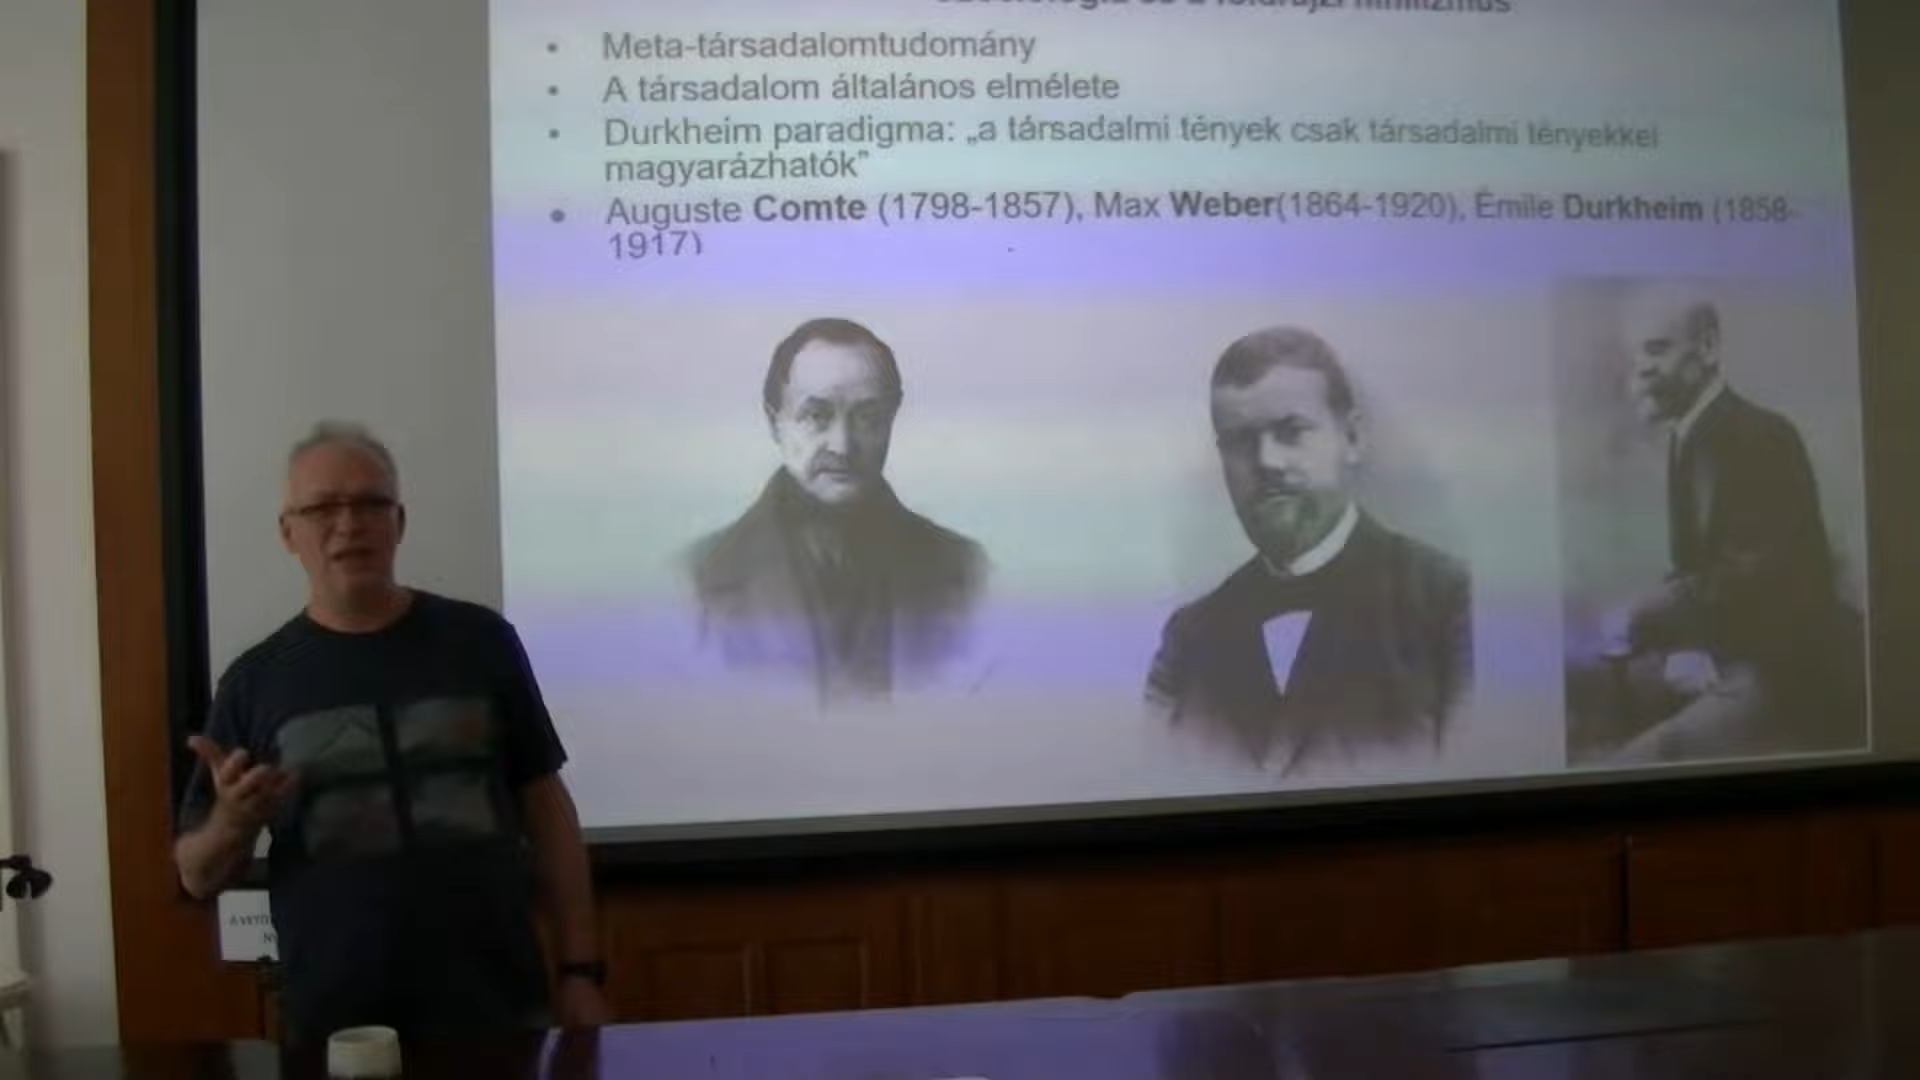 Meta-társadalomtudomány
A társadalom általános elmélete
Durkheim paradigma: „a társadalmi tények csak társadalmi tényekkel
magyarázhatók”
Auguste Comte (1798-1857), Max Weber(1864-1920), Émile Durkheim (1858-
1917)